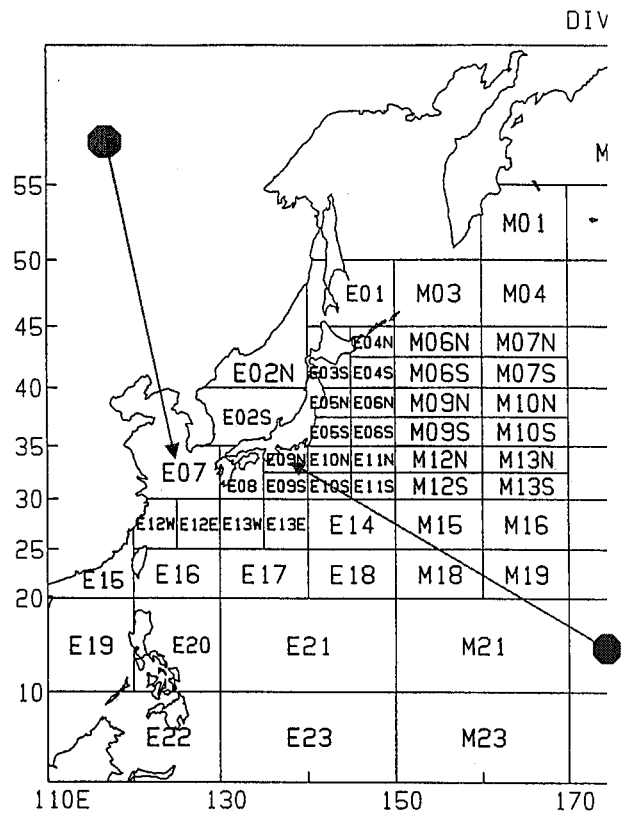 DIV
M
55
M01
50
E01 M03 M04
45
E04N M06N M07N
E02N E03S E04S M06S M07S
40
E02S E05N E06N M09N M10N
E05S E06S M09S M10S
35
E07 E09N E10N E11N M12N M13N
E08 E09S E10S E11S M12S M13S
30
E12W E12E E13W E13E E14 M15 M16
25
E15 E16 E17 E18 M18 M19
20
E19 E20 E21 M21
10
E22 E23 M23
110E 130 150 170